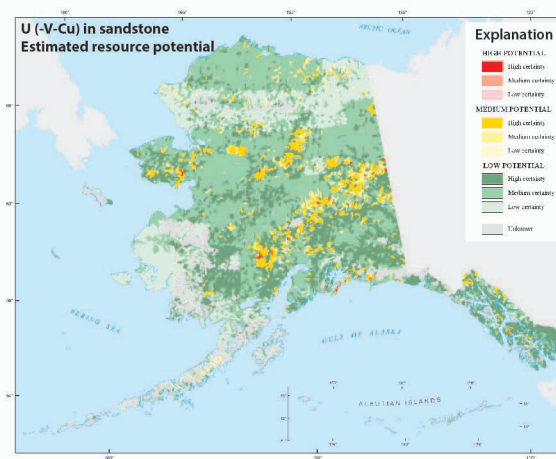 U (-V-Cu) in sandstone
Estimated resource potential
ARCTIC OCEAN
Explanation
HIGH POTENTIAL
High certainty
Medium certainty
Low certainty
MEDIUM POTENTIAL
High certainty
Medium certainty
Low certainty
LOW POTENTIAL
High certainty
Medium certainty
Low certainty
Unknown
BERING SEA
GULF OF ALASKA
ALEUTIAN ISLANDS